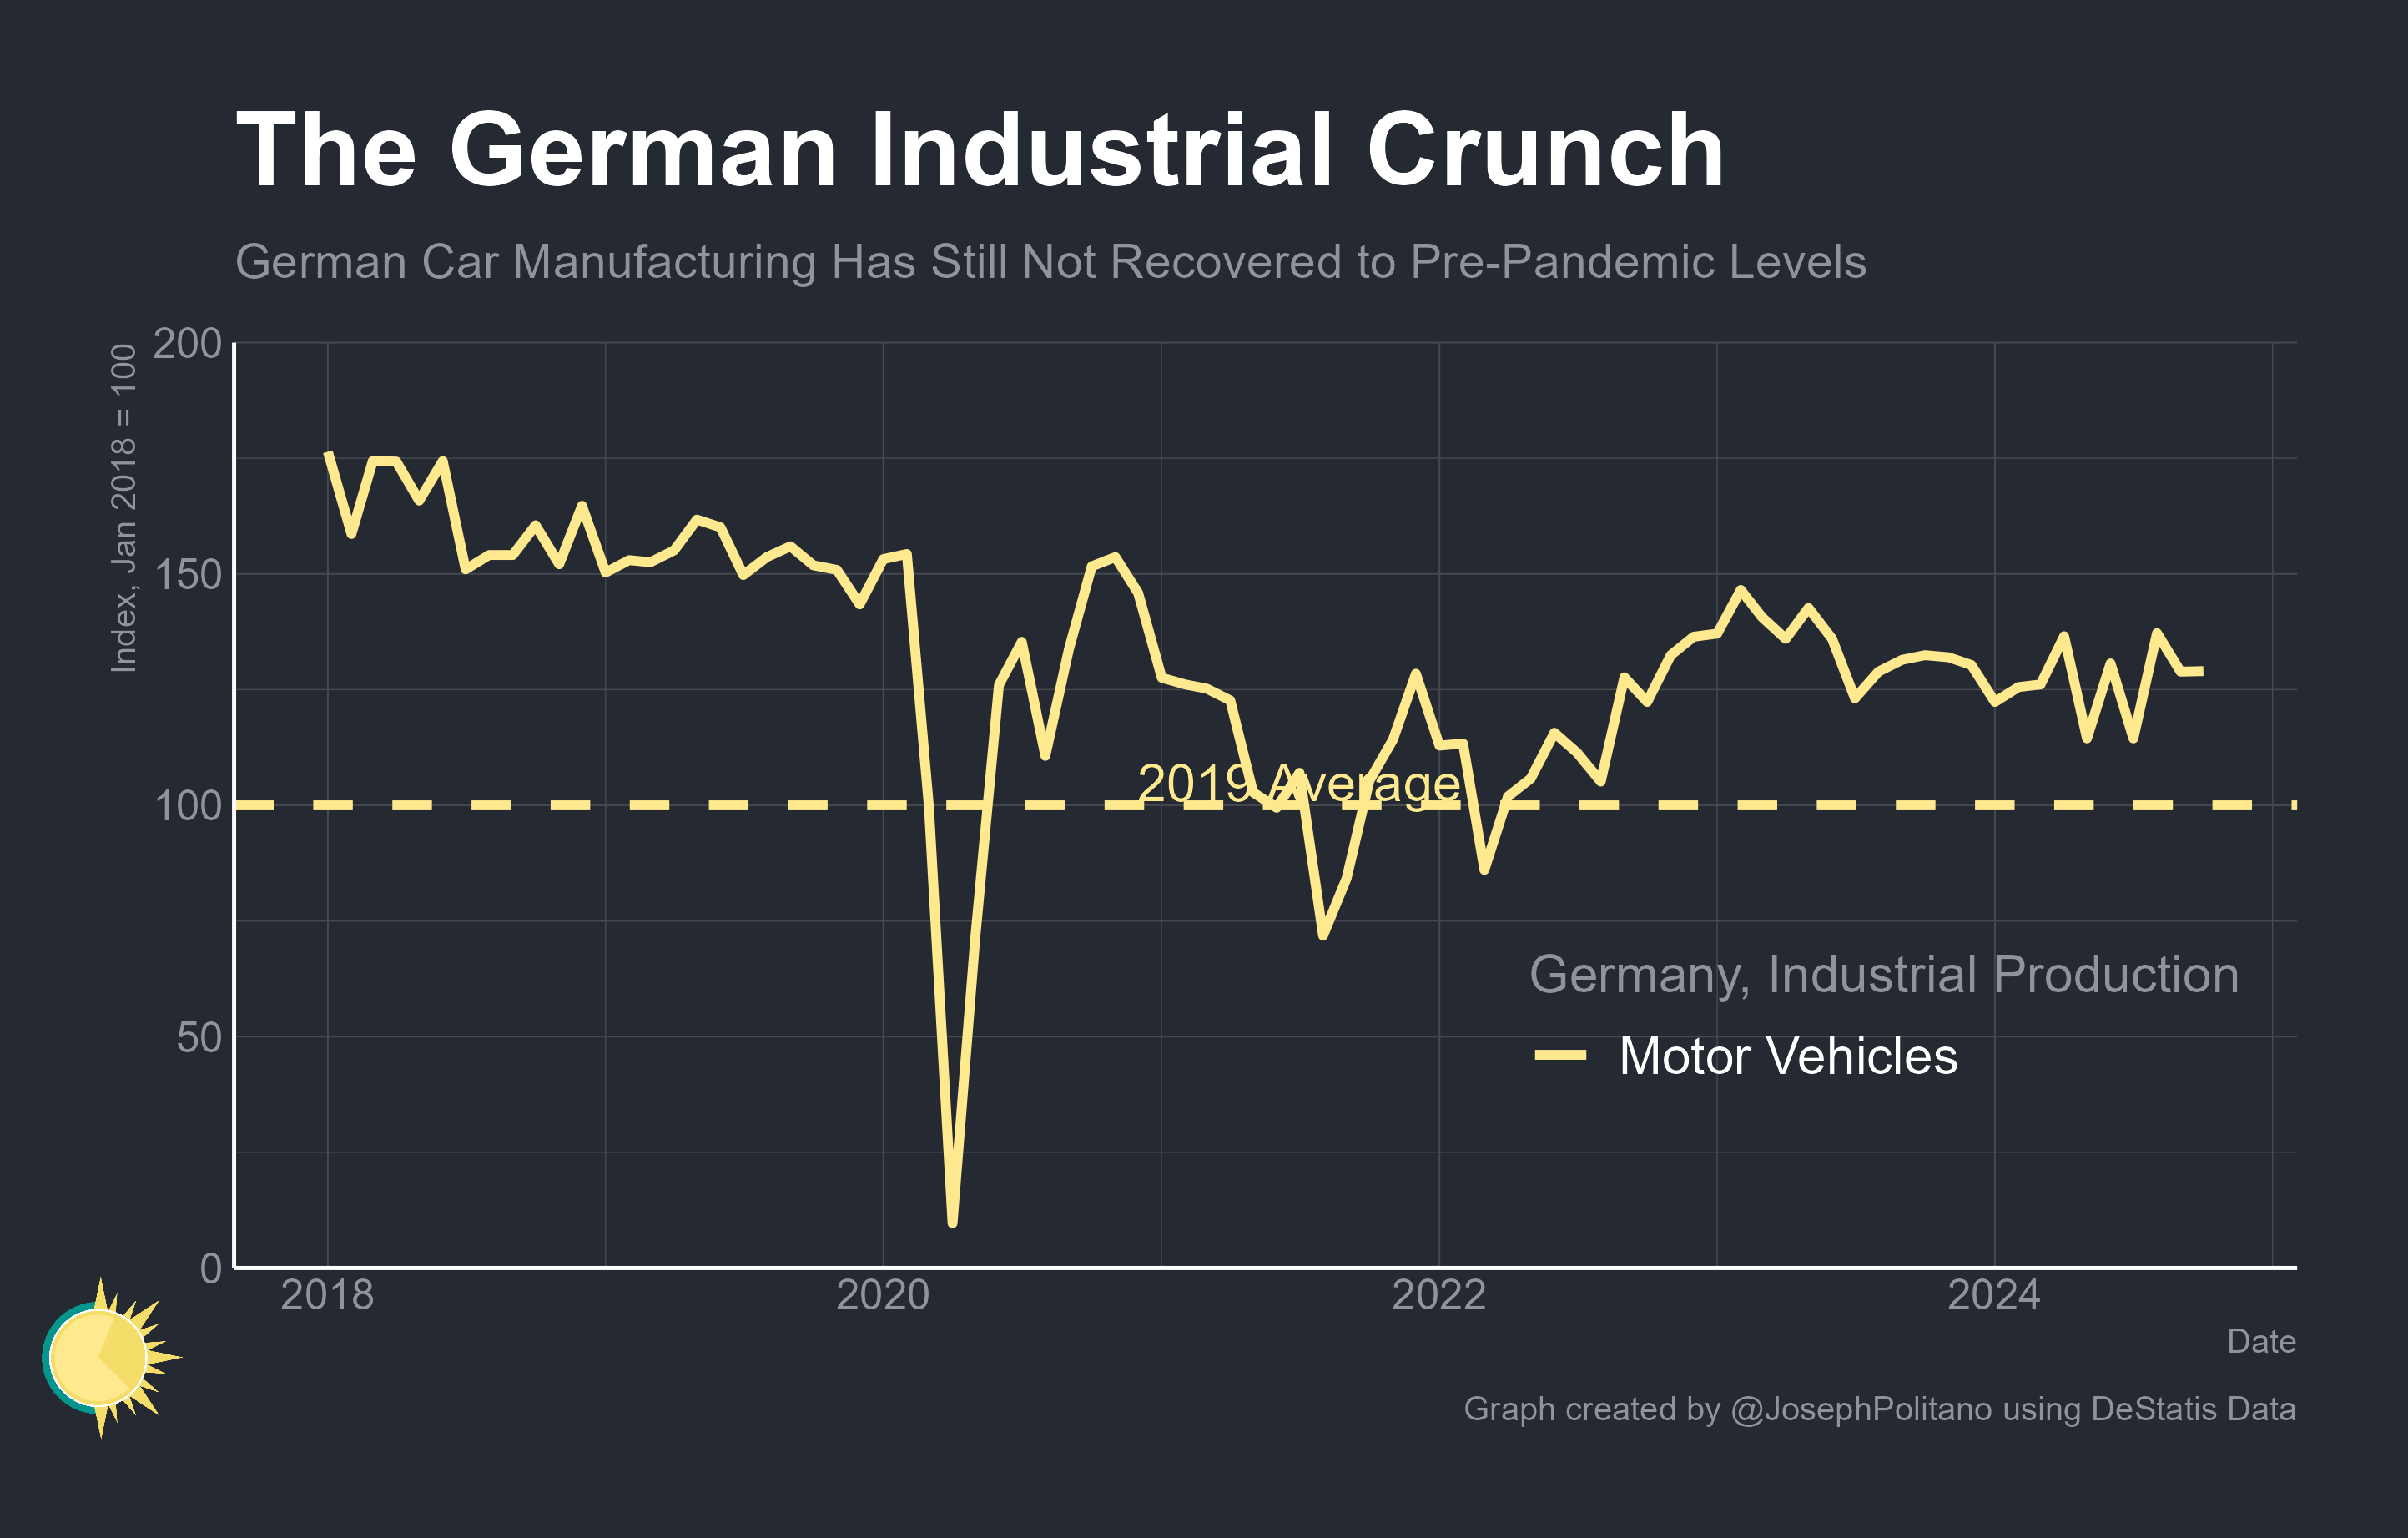 The German Industrial Crunch
German Car Manufacturing Has Still Not Recovered to Pre-Pandemic Levels
Index, Jan 2018 = 100
200
150
100
50
0
2019 Average
Germany, Industrial Production
Motor Vehicles
2018
2020
2022
2024
Date
Graph created by @JosephPolitano using DeStatis Data